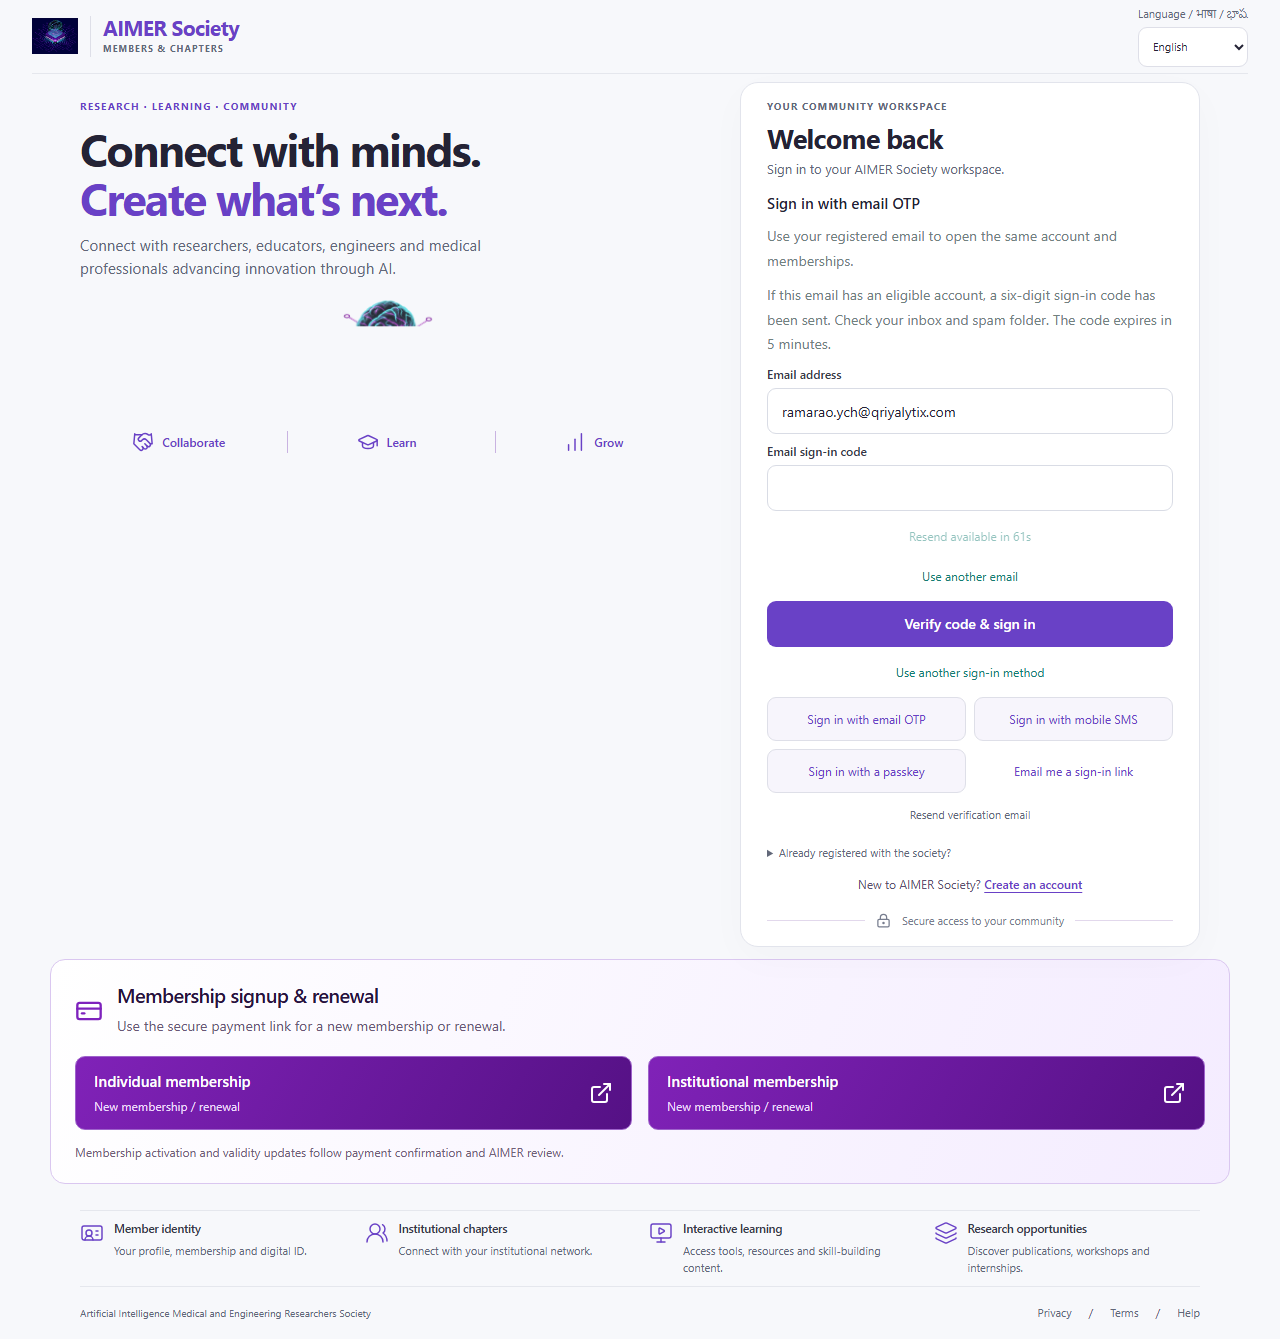 AIMER Society
MEMBERS & CHAPTERS
Language / भाषा / భాష
English
RESEARCH · LEARNING · COMMUNITY
Connect with minds.
Create what’s next.
Connect with researchers, educators, engineers and medical
professionals advancing innovation through AI.
Collaborate
Learn
Grow
YOUR COMMUNITY WORKSPACE
Welcome back
Sign in to your AIMER Society workspace.
Sign in with email OTP
Use your registered email to open the same account and
memberships.
If this email has an eligible account, a six-digit sign-in code has
been sent. Check your inbox and spam folder. The code expires in
5 minutes.
Email address
ramarao.ych@qriyalytix.com
Email sign-in code
Resend available in 61s
Use another email
Verify code & sign in
Use another sign-in method
Sign in with email OTP
Sign in with mobile SMS
Sign in with a passkey
Email me a sign-in link
Resend verification email
Already registered with the society?
New to AIMER Society? Create an account
Secure access to your community
Membership signup & renewal
Use the secure payment link for a new membership or renewal.
Individual membership
New membership / renewal
Institutional membership
New membership / renewal
Membership activation and validity updates follow payment confirmation and AIMER review.
Member identity
Your profile, membership and digital ID.
Institutional chapters
Connect with your institutional network.
Interactive learning
Access tools, resources and skill-building
content.
Research opportunities
Discover publications, workshops and
internships.
Artificial Intelligence Medical and Engineering Researchers Society
Privacy / Terms / Help